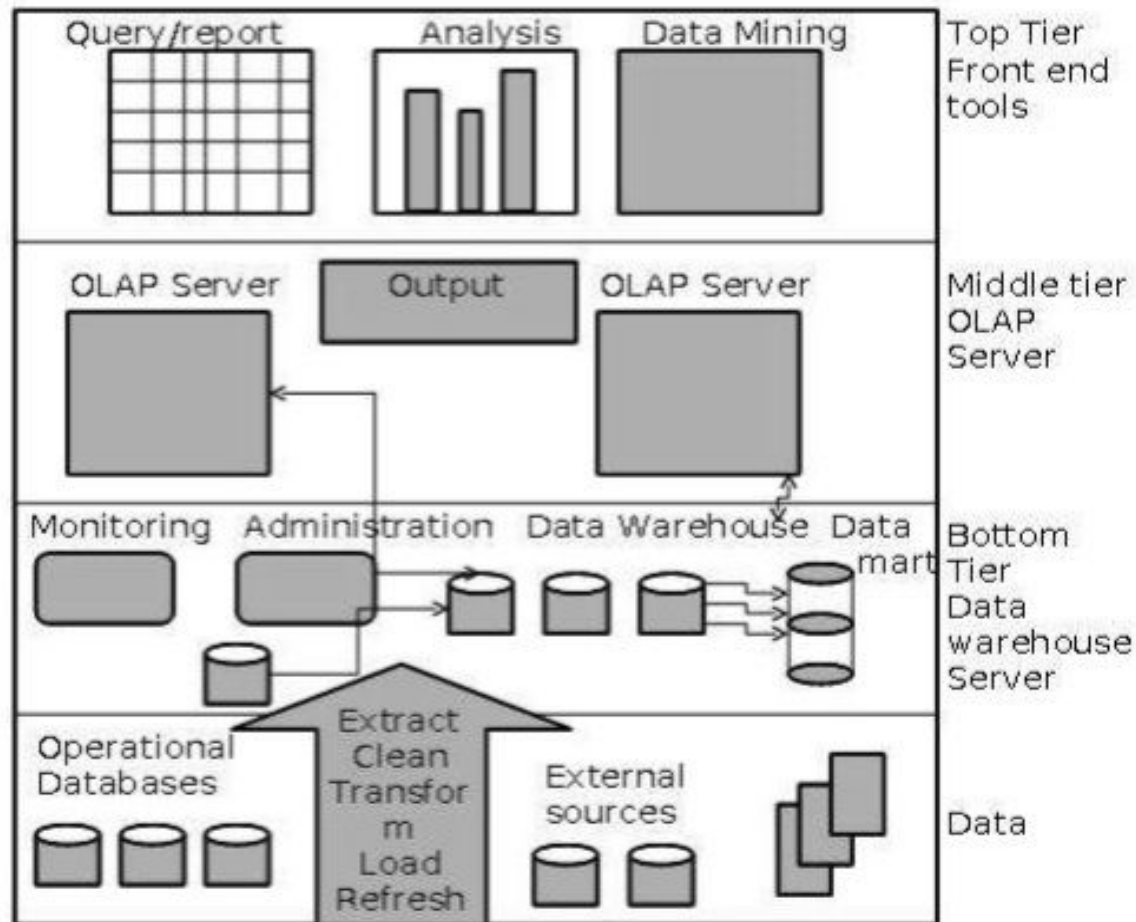 Query/report
Analysis
Data Mining
Top Tier
Front end
tools
OLAP Server
Output
OLAP Server
Middle tier
OLAP
Server
Monitoring
Administration
Data Warehouse
Data
mart
Bottom
Tier
Data
warehouse
Server
Operational
Databases
Extract
Clean
Transfor
m
Load
Refresh
External
sources
Data